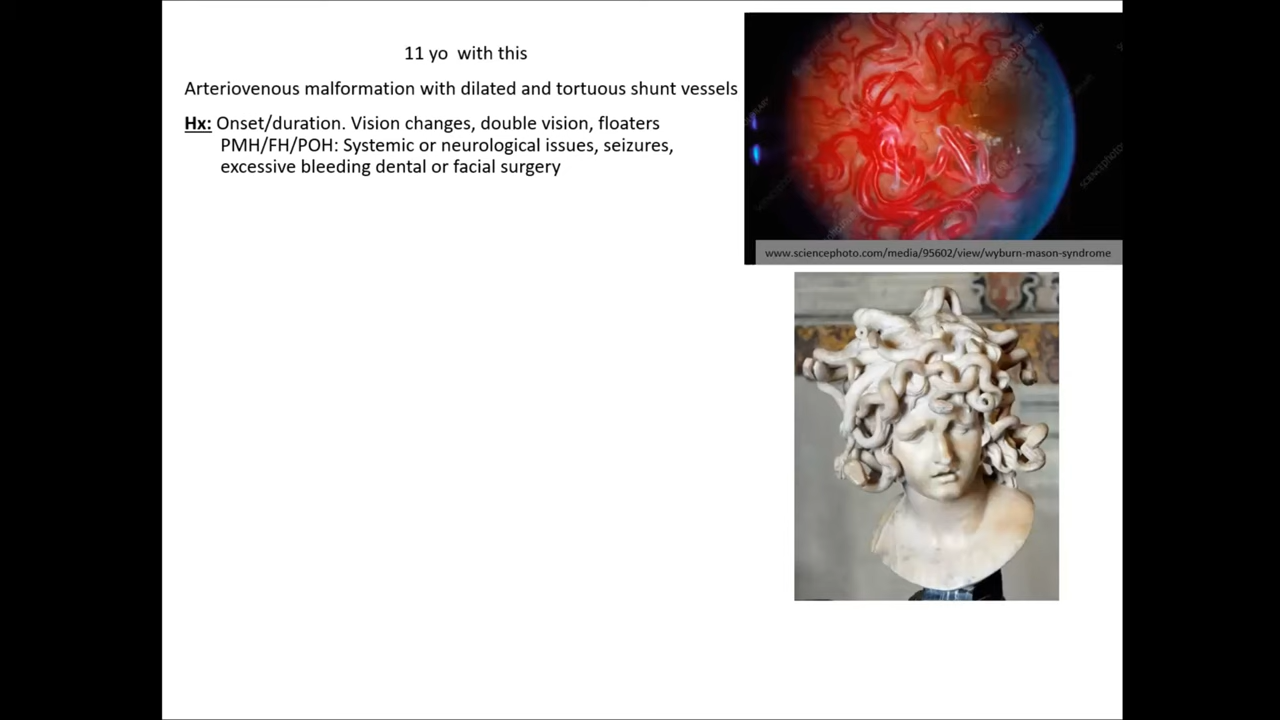 11 yo with this
Arteriovenous malformation with dilated and tortuous shunt vessels
Hx: Onset/duration. Vision changes, double vision, floaters
PMH/FH/POH: Systemic or neurological issues, seizures,
excessive bleeding dental or facial surgery
www.sciencephoto.com/media/95602/view/wyburn-mason-syndrome